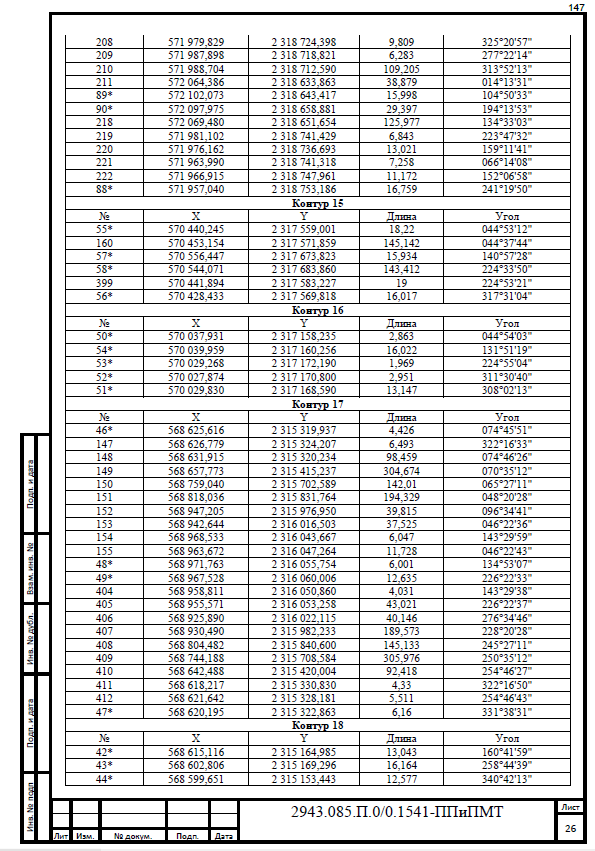 147
208 571 979,829 2 318 724,398 9,809 325°20'57"
209 571 987,898 2 318 718,821 6,283 277°22'14"
210 571 988,704 2 318 712,590 109,205 313°52'13"
211 572 064,386 2 318 633,863 38,879 014°13'31"
89* 572 102,073 2 318 643,417 15,998 104°50'33"
90* 572 097,975 2 318 658,881 29,397 194°13'53"
218 572 069,480 2 318 651,654 125,977 134°33'03"
219 571 981,102 2 318 741,429 6,843 223°47'32"
220 571 976,162 2 318 736,693 13,021 159°11'41"
221 571 963,990 2 318 741,318 7,258 066°14'08"
222 571 966,915 2 318 747,961 11,172 152°06'58"
88* 571 957,040 2 318 753,186 16,759 241°19'50"
Контур 15
№ X Y Длина Угол
55* 570 440,245 2 317 559,001 18,22 044°53'12"
160 570 453,154 2 317 571,859 145,142 044°37'44"
57* 570 556,447 2 317 673,823 15,934 140°57'28"
58* 570 544,071 2 317 683,860 143,412 224°33'50"
399 570 441,894 2 317 583,227 19 224°53'21"
56* 570 428,433 2 317 569,818 16,017 317°31'04"
Контур 16
№ X Y Длина Угол
50* 570 037,931 2 317 158,235 2,863 044°54'03"
54* 570 039,959 2 317 160,256 16,022 131°51'19"
53* 570 029,268 2 317 172,190 1,969 224°55'04"
52* 570 027,874 2 317 170,800 2,951 311°30'40"
51* 570 029,830 2 317 168,590 13,147 308°02'13"
Контур 17
№ X Y Длина Угол
46* 568 625,616 2 315 319,937 4,426 074°45'51"
147 568 626,779 2 315 324,207 6,493 322°16'33"
148 568 631,915 2 315 320,234 98,459 074°46'26"
149 568 657,773 2 315 415,237 304,674 070°35'12"
150 568 759,040 2 315 702,589 142,01 065°27'11"
151 568 818,036 2 315 831,764 194,329 048°20'28"
152 568 947,205 2 315 976,950 39,815 096°34'41"
153 568 942,644 2 316 016,503 37,525 046°22'36"
154 568 968,533 2 316 043,667 6,047 143°29'59"
155 568 963,672 2 316 047,264 11,728 046°22'43"
48* 568 971,763 2 316 055,754 6,001 134°53'07"
49* 568 967,528 2 316 060,006 12,635 226°22'33"
404 568 958,811 2 316 050,860 4,031 143°29'38"
405 568 955,571 2 316 053,258 43,021 226°22'37"
406 568 925,890 2 316 022,115 40,146 276°34'46"
407 568 930,490 2 315 982,233 189,573 228°20'28"
408 568 804,482 2 315 840,600 145,133 245°27'11"
409 568 744,188 2 315 708,584 305,976 250°35'12"
410 568 642,488 2 315 420,004 92,418 254°46'27"
411 568 618,217 2 315 330,830 4,33 322°16'50"
412 568 621,642 2 315 328,181 5,511 254°46'43"
47* 568 620,195 2 315 322,863 6,16 331°38'31"
Контур 18
42* 568 615,116 2 315 164,985 13,043 160°41'59"
43* 568 602,806 2 315 169,296 16,164 258°44'39"
44* 568 599,651 2 315 153,443 12,577 340°42'13"
Подп. и дата
Взам. инв. №
Инв. № дубл.
Подп. и дата
Инв. № подп
Лит Изм. № докум. Подп. Дата
2943.085.П.0/0.1541-ППиПМТ
Лист
26